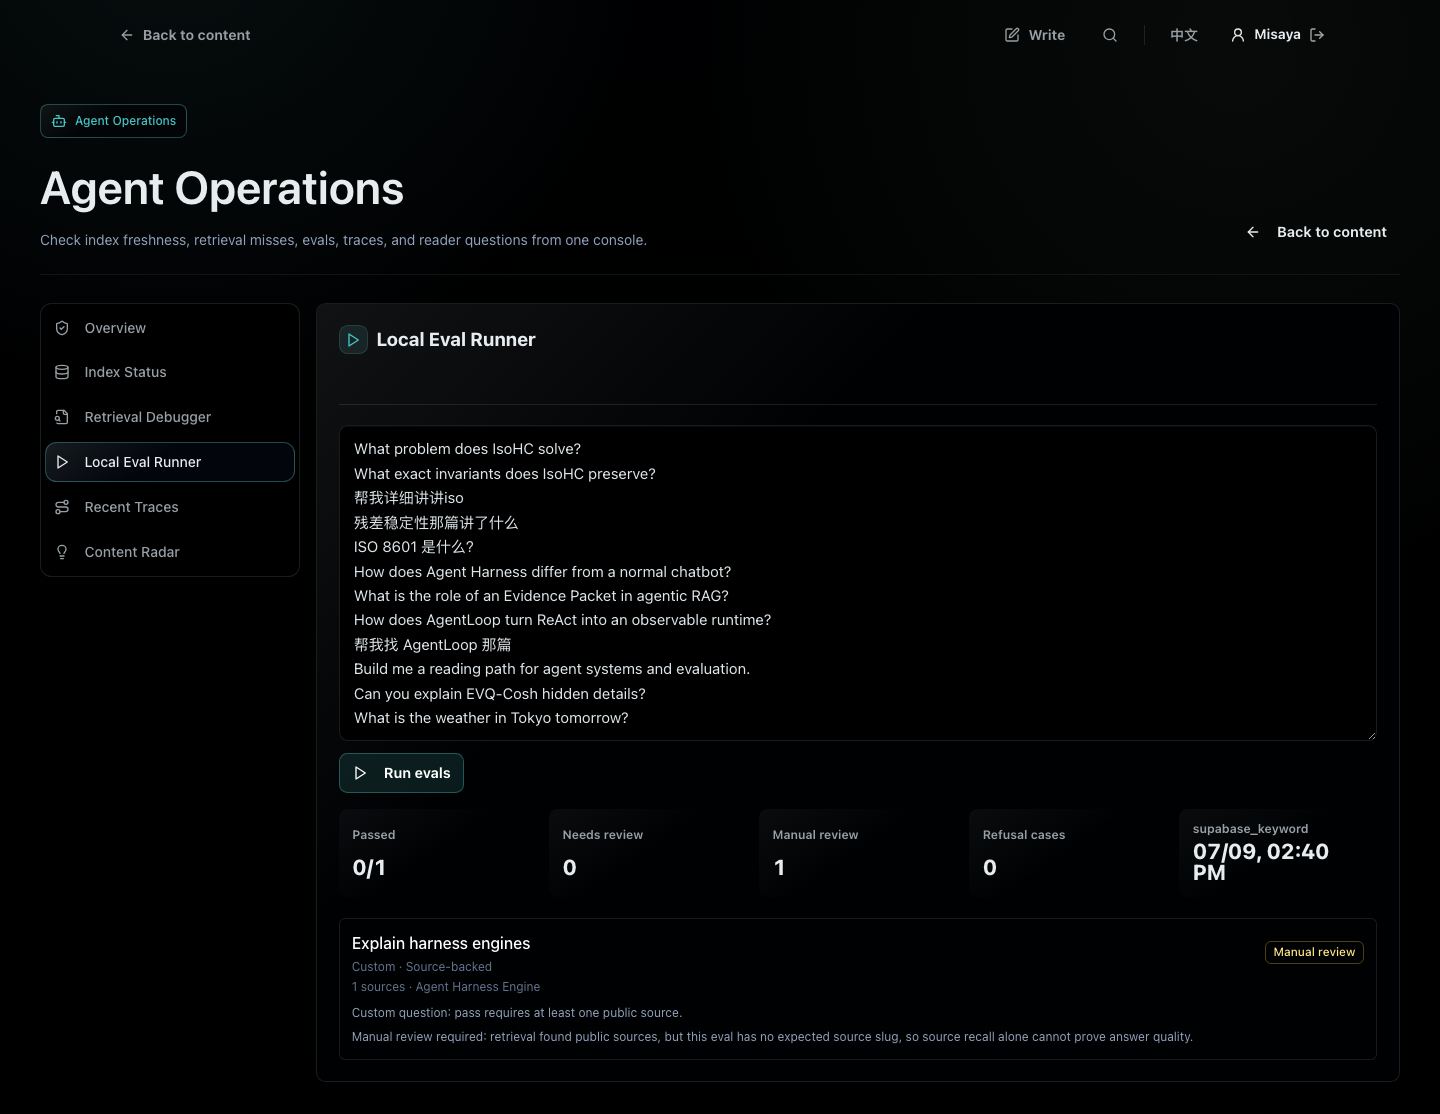 Back to content
Write
中文
Misaya
Agent Operations
Agent Operations
Check index freshness, retrieval misses, evals, traces, and reader questions from one console.
Back to content
Overview
Index Status
Retrieval Debugger
Local Eval Runner
Recent Traces
Content Radar
Local Eval Runner
What problem does IsoHC solve?
What exact invariants does IsoHC preserve?
帮我详细讲讲iso
残差稳定性那篇讲了什么
ISO 8601 是什么?
How does Agent Harness differ from a normal chatbot?
What is the role of an Evidence Packet in agentic RAG?
How does AgentLoop turn ReAct into an observable runtime?
帮我找 AgentLoop 那篇
Build me a reading path for agent systems and evaluation.
Can you explain EVQ-Cosh hidden details?
What is the weather in Tokyo tomorrow?
Run evals
Passed
0/1
Needs review
0
Manual review
1
Refusal cases
0
supabase_keyword
07/09, 02:40
PM
Explain harness engines
Manual review
Custom · Source-backed
1 sources · Agent Harness Engine
Custom question: pass requires at least one public source.
Manual review required: retrieval found public sources, but this eval has no expected source slug, so source recall alone cannot prove answer quality.